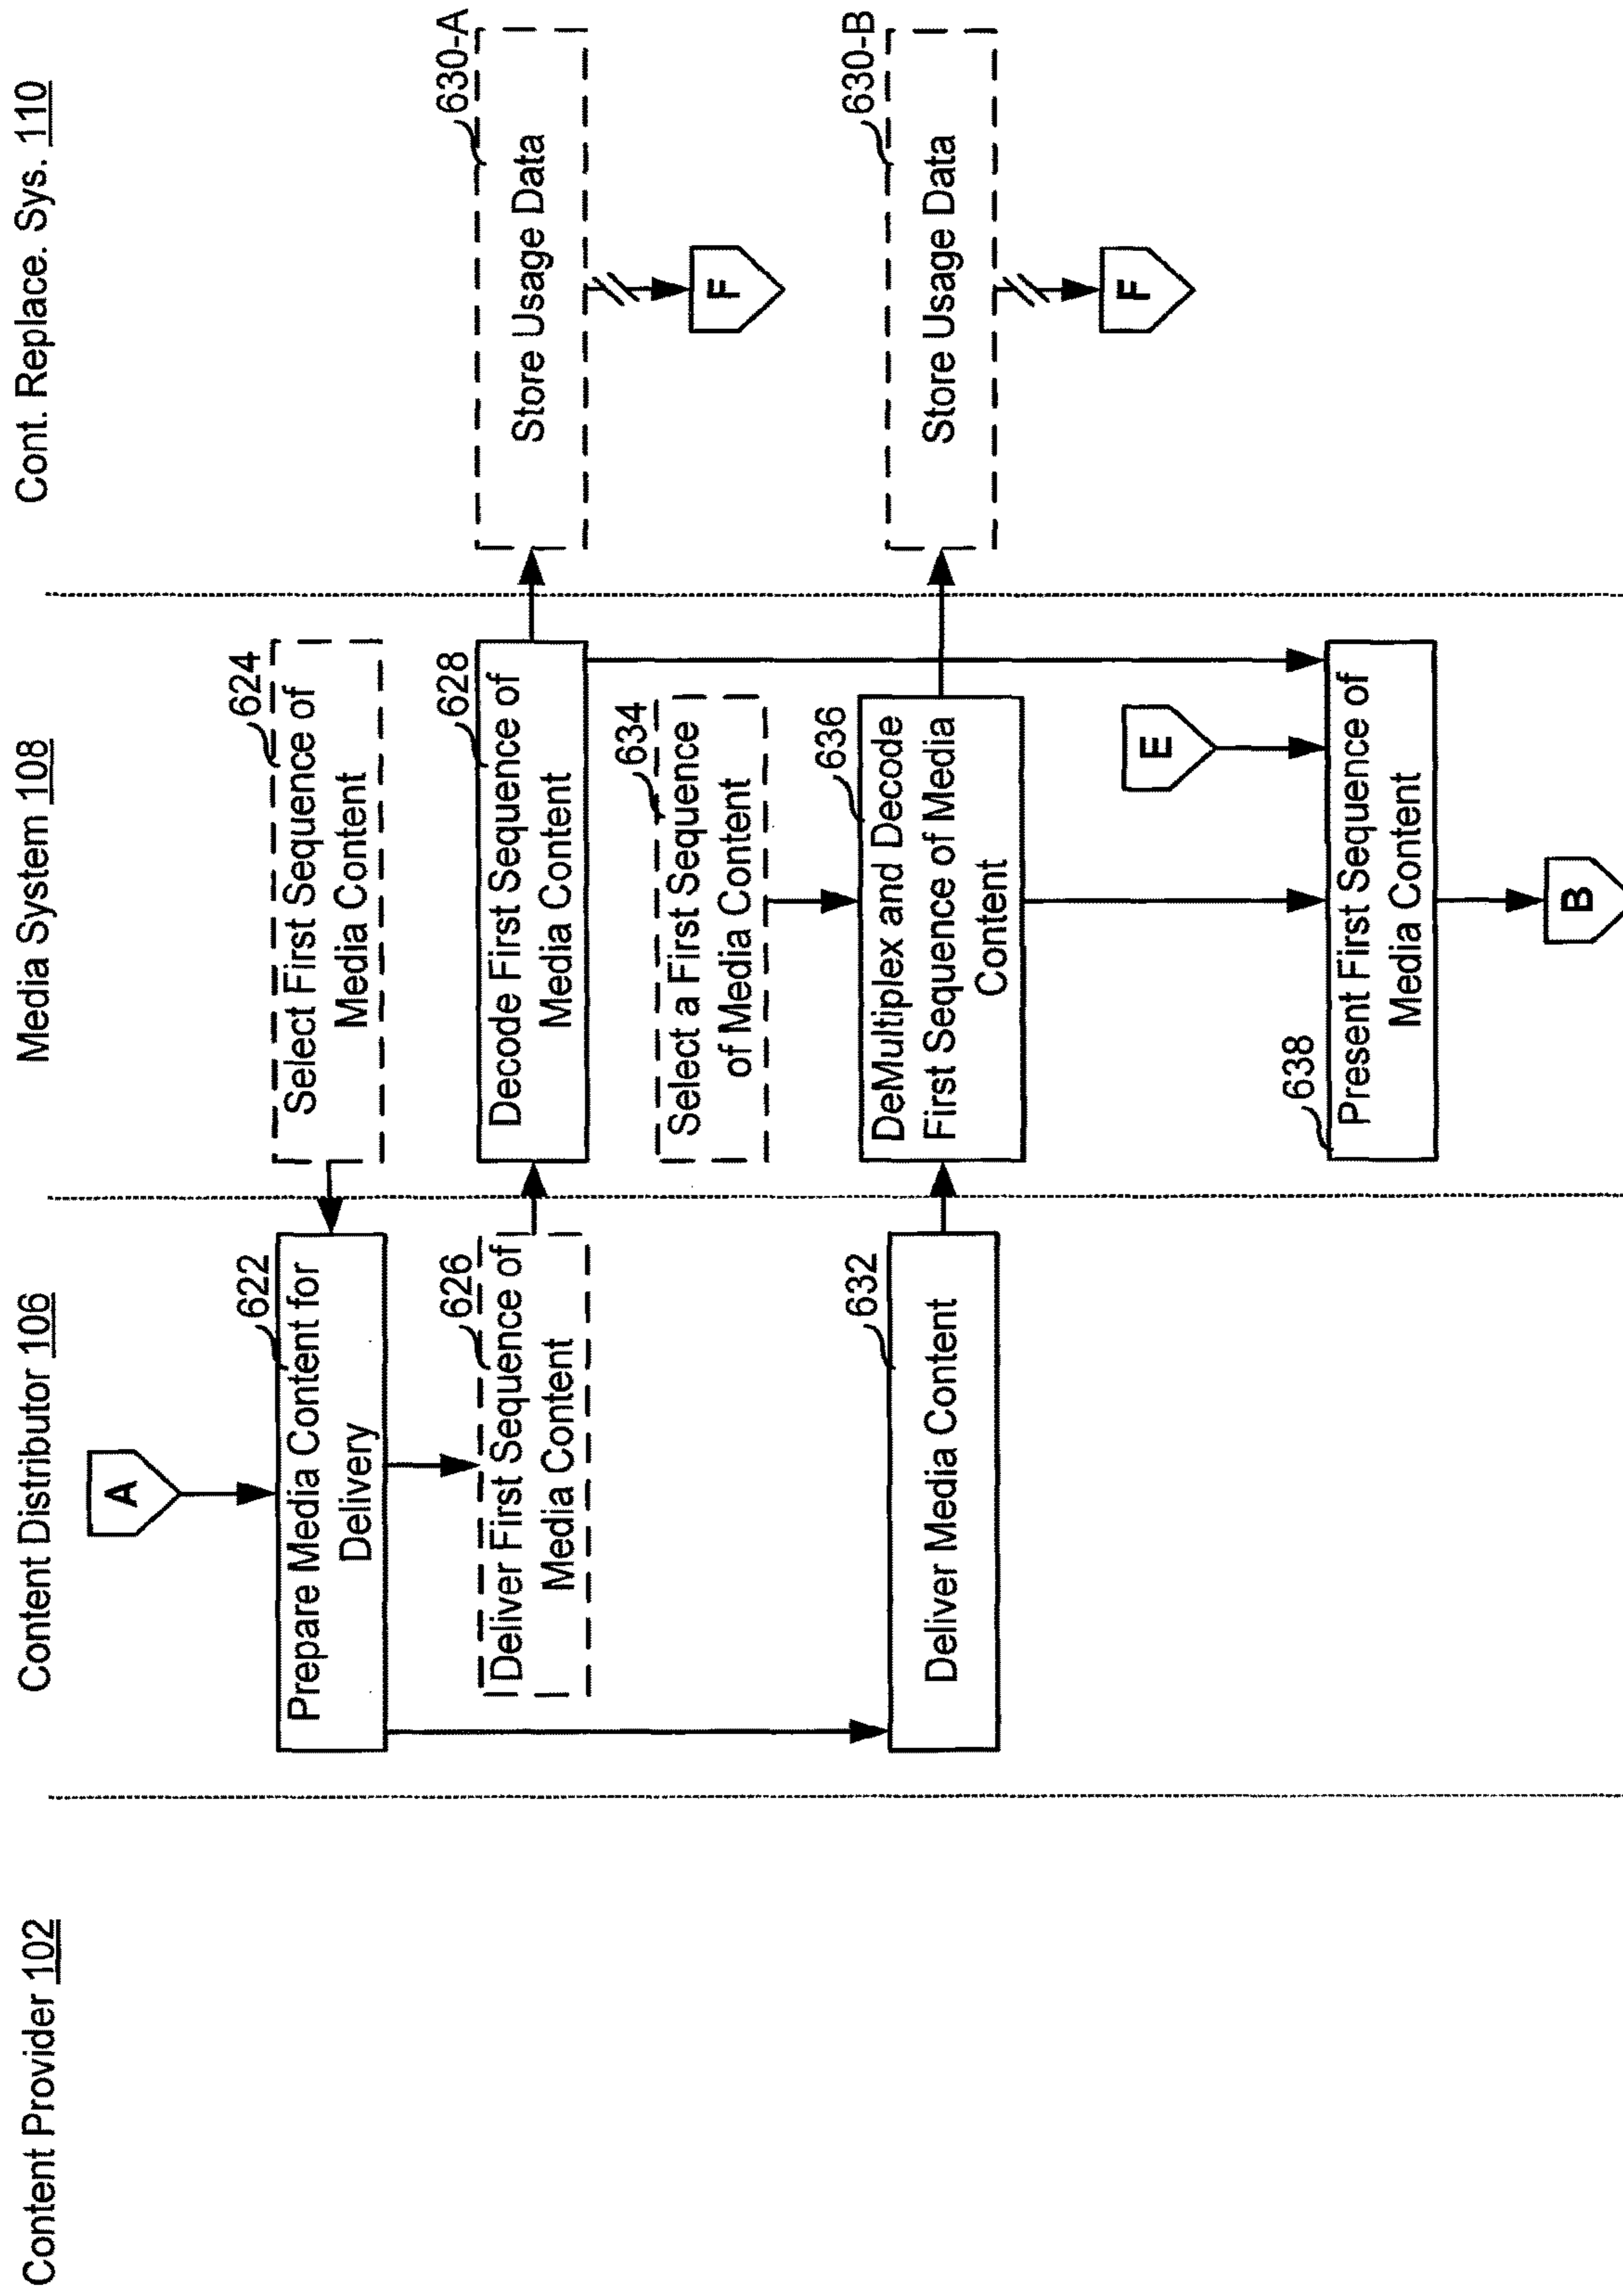 Content Provider 102
Content Distributor 106
Media System 108
Cont. Replace. Sys. 110
A
622
Prepare Media Content for
Delivery
624
Select First Sequence of
Media Content
626
Deliver First Sequence of
Media Content
628
Decode First Sequence of
Media Content
630-A
Store Usage Data
F
634
Select a First Sequence
of Media Content
632
Deliver Media Content
636
DeMultiplex and Decode
First Sequence of Media
Content
630-B
Store Usage Data
F
E
638
Present First Sequence of
Media Content
B